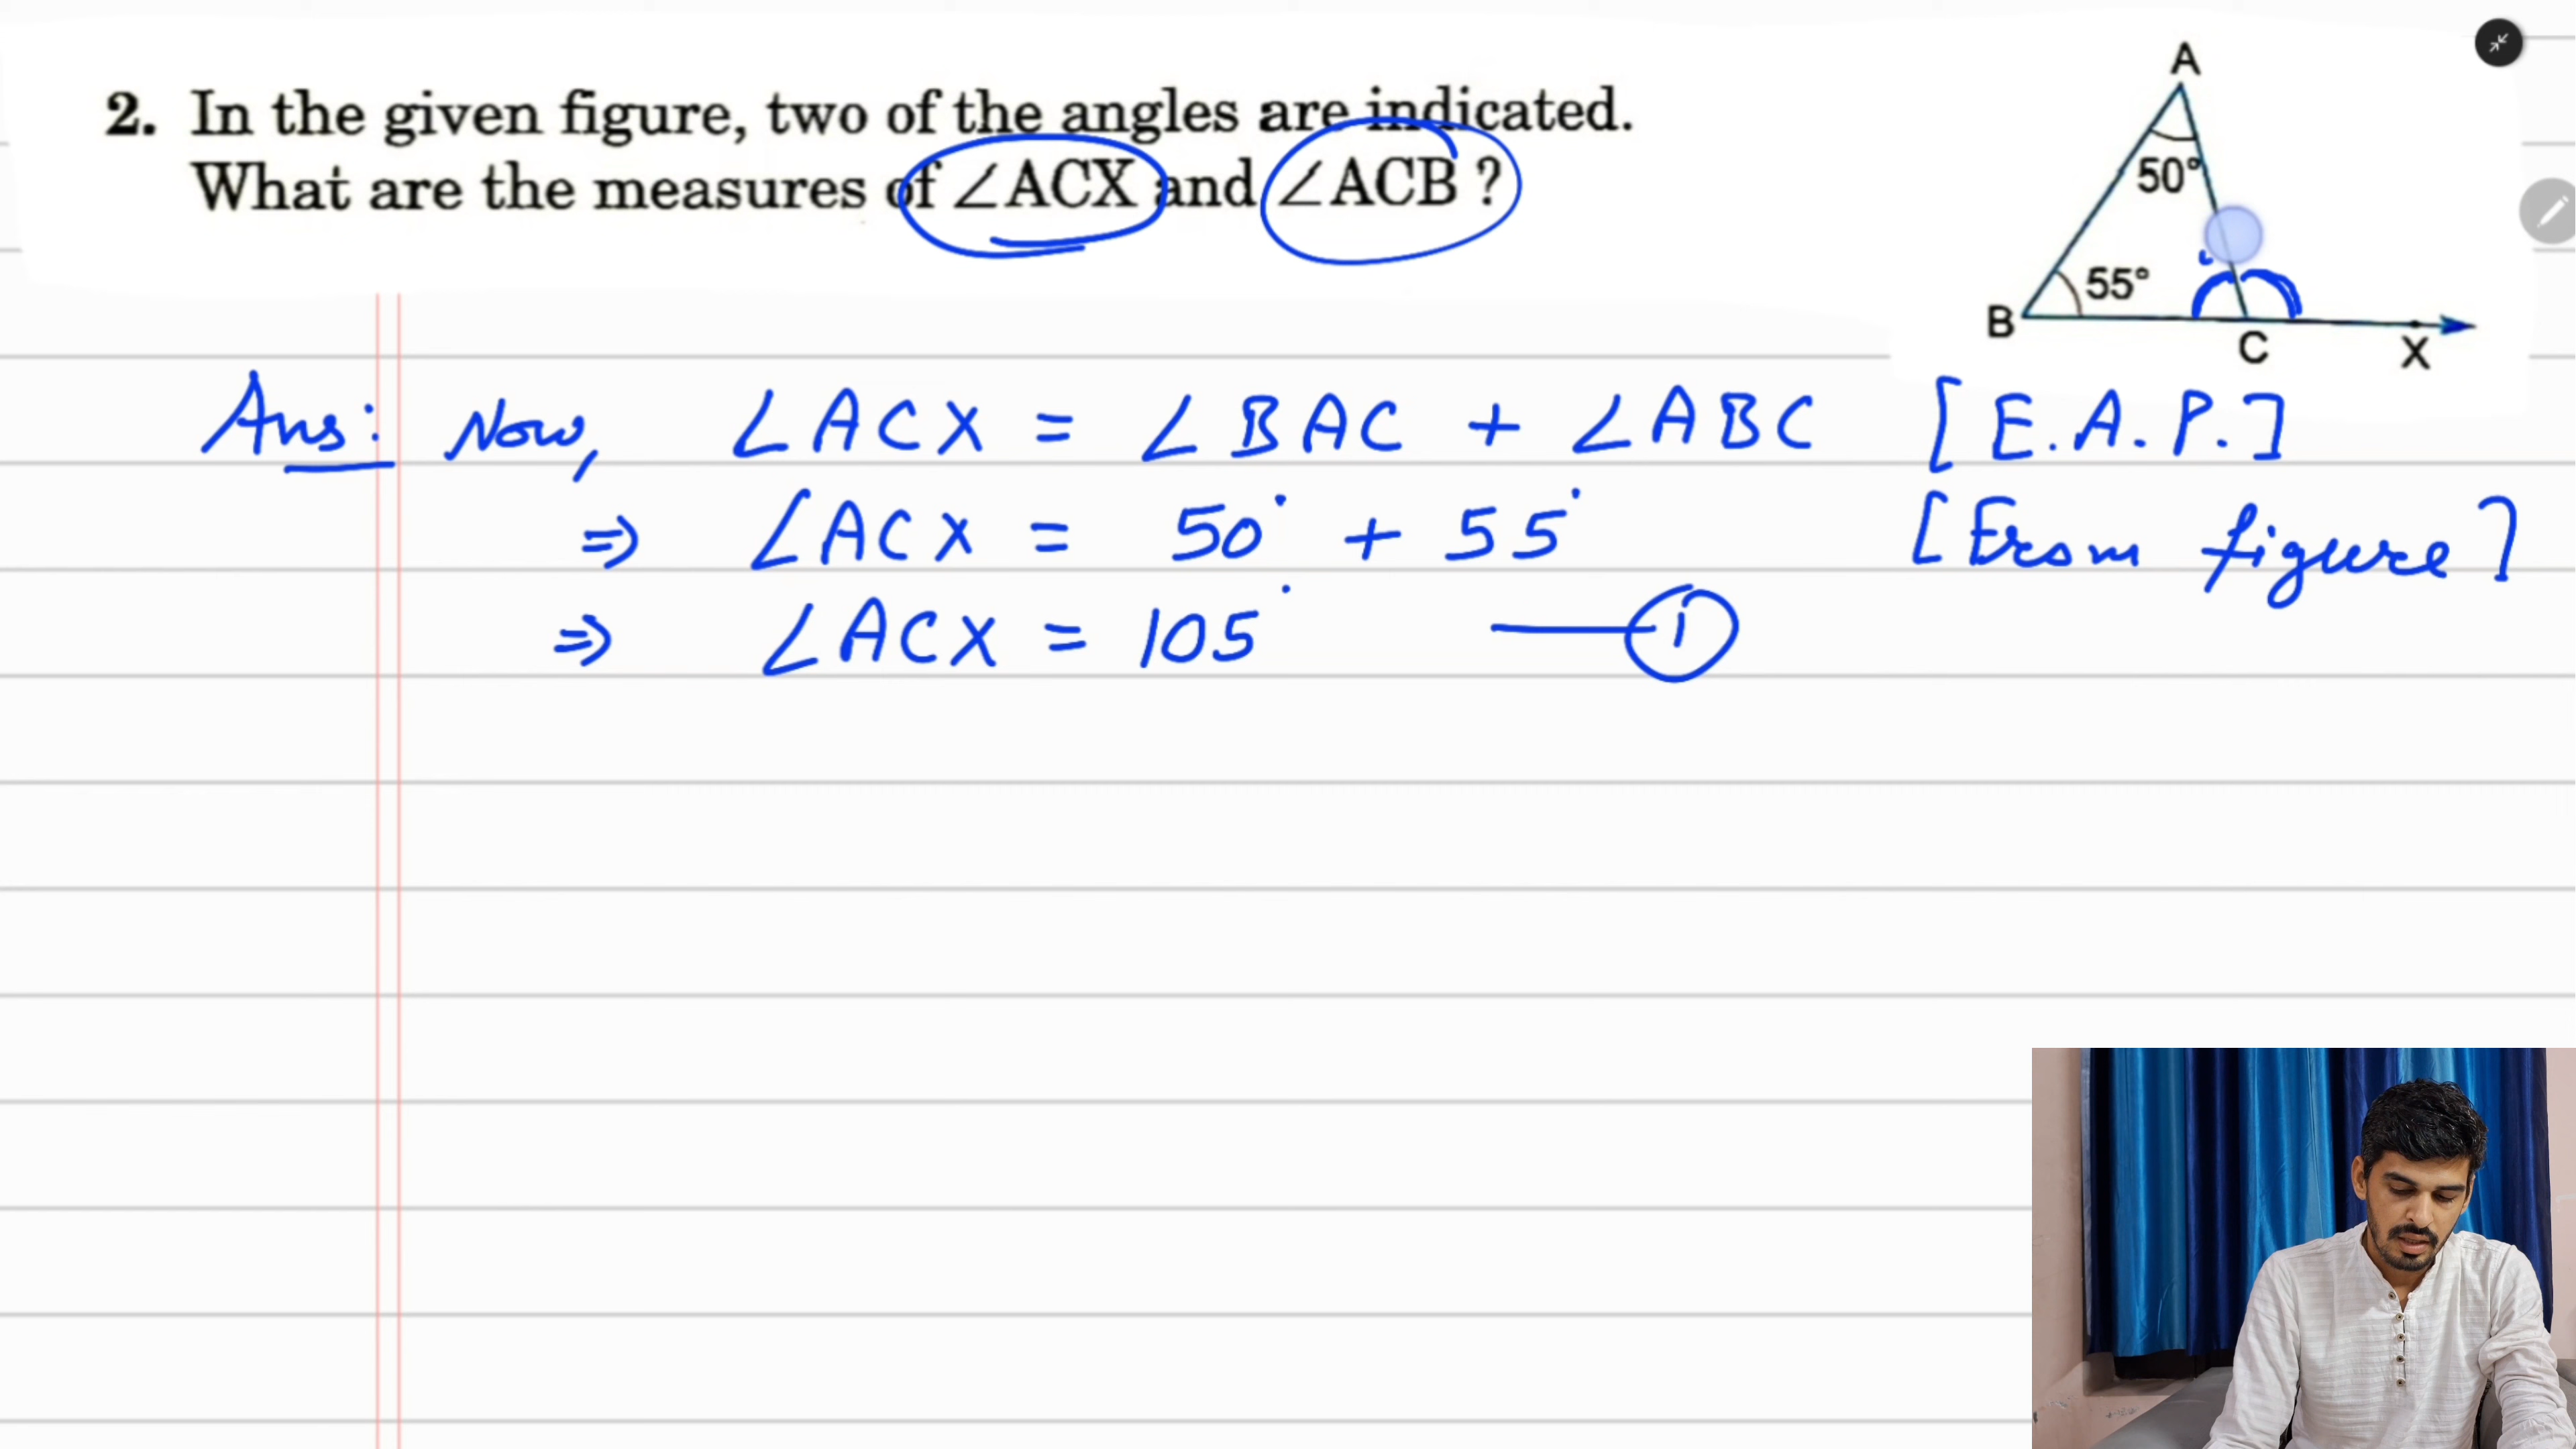 2. In the given figure, two of the angles are indicated.
What are the measures of ∠ACX and ∠ACB ?
A
50°
55°
B
C
X
Ans: Now, ∠ACX = ∠BAC + ∠ABC [E.A.P.]
⇒ ∠ACX = 50° + 55° [From figure]
⇒ ∠ACX = 105° —— 1